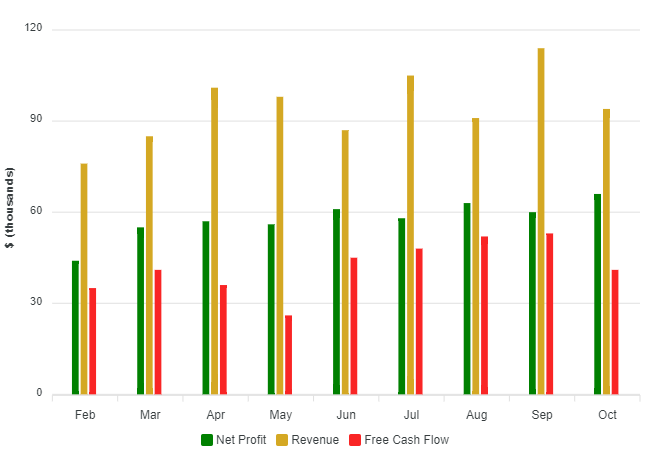 120
90
60
30
0
$ (thousands)
Feb Mar Apr May Jun Jul Aug Sep Oct
Net Profit Revenue Free Cash Flow